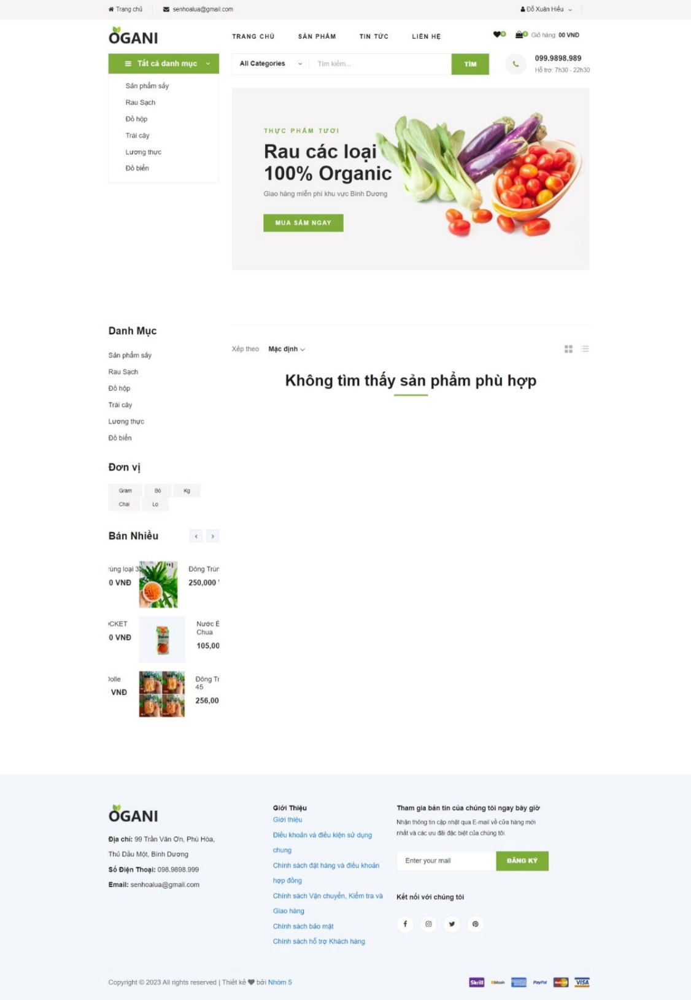 Trang chủ
senhoalua@gmail.com
Đỗ Xuân Hiếu
OGANI
TRANG CHỦ
SẢN PHẨM
TIN TỨC
LIÊN HỆ
0
0
Giỏ hàng: 00 VNĐ
Tất cả danh mục
All Categories
Tìm kiếm...
TÌM
099.9898.989
Hỗ trợ: 7h30 - 22h30
Sản phẩm sấy
Rau Sạch
Đồ hộp
Trái cây
Lương thực
Đồ biển
THỰC PHẨM TƯƠI
Rau các loại
100% Organic
Giao hàng miễn phí khu vực Bình Dương
MUA SẮM NGAY
Danh Mục
Sản phẩm sấy
Rau Sạch
Đồ hộp
Trái cây
Lương thực
Đồ biển
Xếp theo
Mặc định
Không tìm thấy sản phẩm phù hợp
Đơn vị
Gram
Bó
Kg
Chai
Lọ
Bán Nhiều
rùng loại 3
0 VNĐ
Đông Trùn
250,000
OCKET
0 VNĐ
Nước É
Chua
105,00
Dolle
VNĐ
Đông Tr
45
256,00
OGANI
Địa chỉ: 99 Trần Văn Ơn, Phú Hòa,
Thủ Dầu Một, Bình Dương
Số Điện Thoại: 098.9898.999
Email: senhoalua@gmail.com
Giới Thiệu
Giới thiệu
Điều khoản và điều kiện sử dụng
chung
Chính sách đặt hàng và điều khoản
hợp đồng
Chính sách Vận chuyển, Kiểm tra và
Giao hàng
Chính sách bảo mật
Chính sách hỗ trợ Khách hàng
Tham gia bản tin của chúng tôi ngay bây giờ
Nhận thông tin cập nhật qua E-mail về cửa hàng mới
nhất và các ưu đãi đặc biệt của chúng tôi.
Enter your mail
ĐĂNG KÝ
Kết nối với chúng tôi
Copyright © 2023 All rights reserved | Thiết kế ❤ bởi Nhóm 5
Skrill
bitcoin
PayPal
VISA